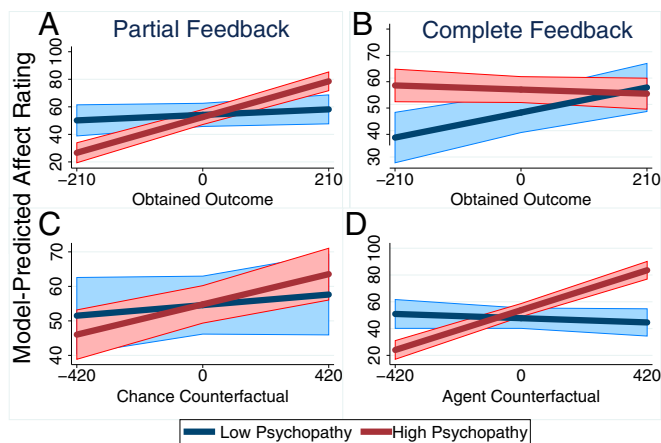 A Partial Feedback
B Complete Feedback
Model-Predicted Affect Rating
100
80
60
40
20
−210 0 210
Obtained Outcome
70
60
50
40
30
−210 0 210
Obtained Outcome
C
70
60
50
40
−420 0 420
Chance Counterfactual
D
100
80
60
40
20
−420 0 420
Agent Counterfactual
Low Psychopathy High Psychopathy